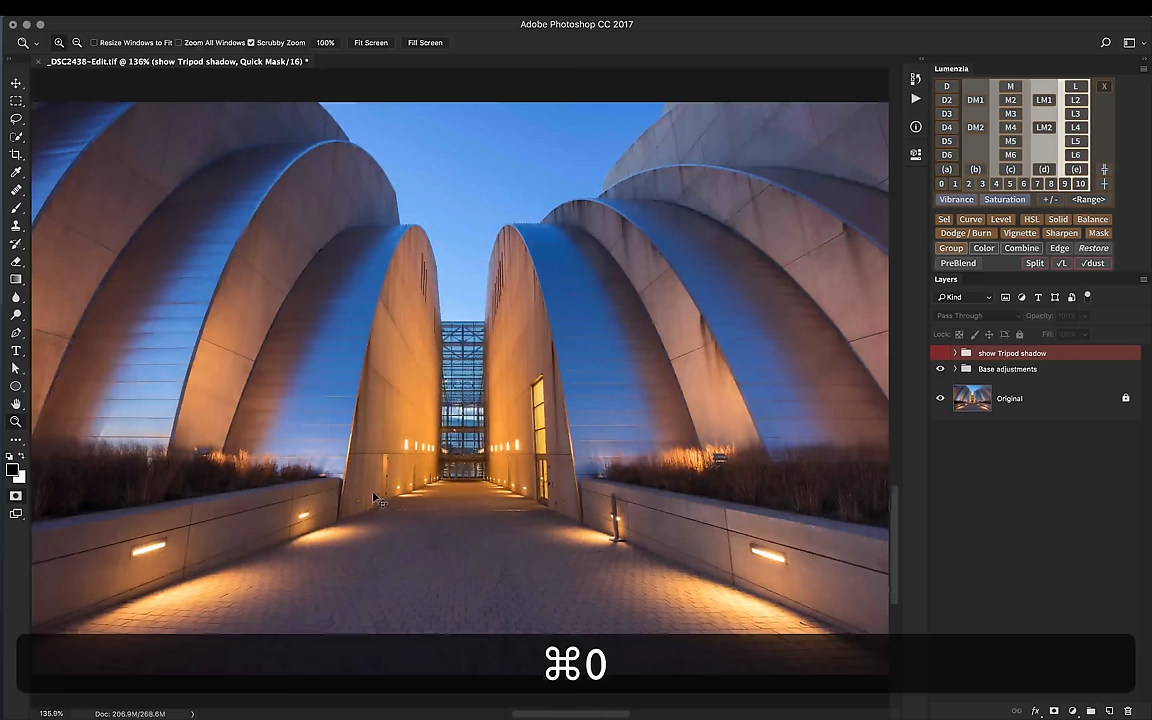 Adobe Photoshop CC 2017
Resize Windows to Fit Zoom All Windows Scrubby Zoom 100% Fit Screen Fill Screen
× _DSC2438-Edit.tif @ 136% (show Tripod shadow, Quick Mask/16) *
Lumenzia
D M L X
D2 DM1 M2 LM1 L2
D3 M3 L3
D4 DM2 M4 LM2 L4
D5 M5 L5
D6 M6 L6
(a) (b) (c) (d) (e)
0 1 2 3 4 5 6 7 8 9 10
Vibrance Saturation +/- <Range>
Sel Curve Level HSL Solid Balance
Dodge / Burn Vignette Sharpen Mask
Group Color Combine Edge Restore
PreBlend Split √L √dust
Layers
Kind
Pass Through Opacity: 100%
Lock: Fill: 100%
show Tripod shadow
Base adjustments
Original
⌘0
135.9% Doc: 206.9M/268.6M